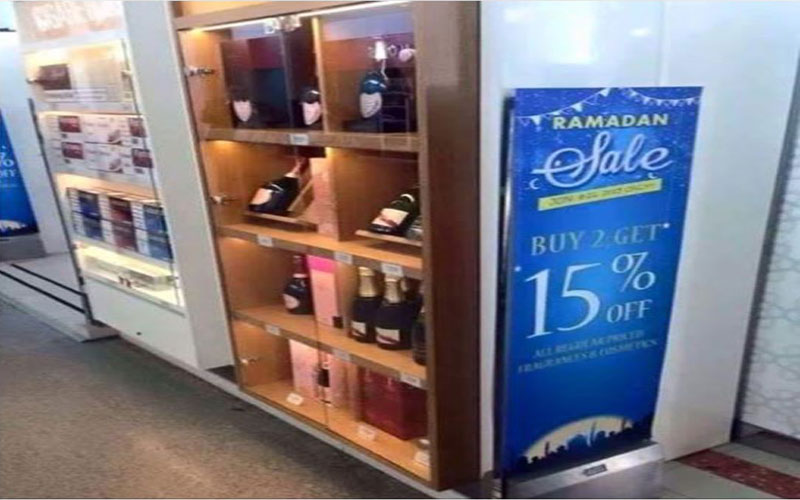 RAMADAN
Sale
BUY 2, GET
15%
OFF
ALL REGULAR PRICED
FRAGRANCES & COSMETICS